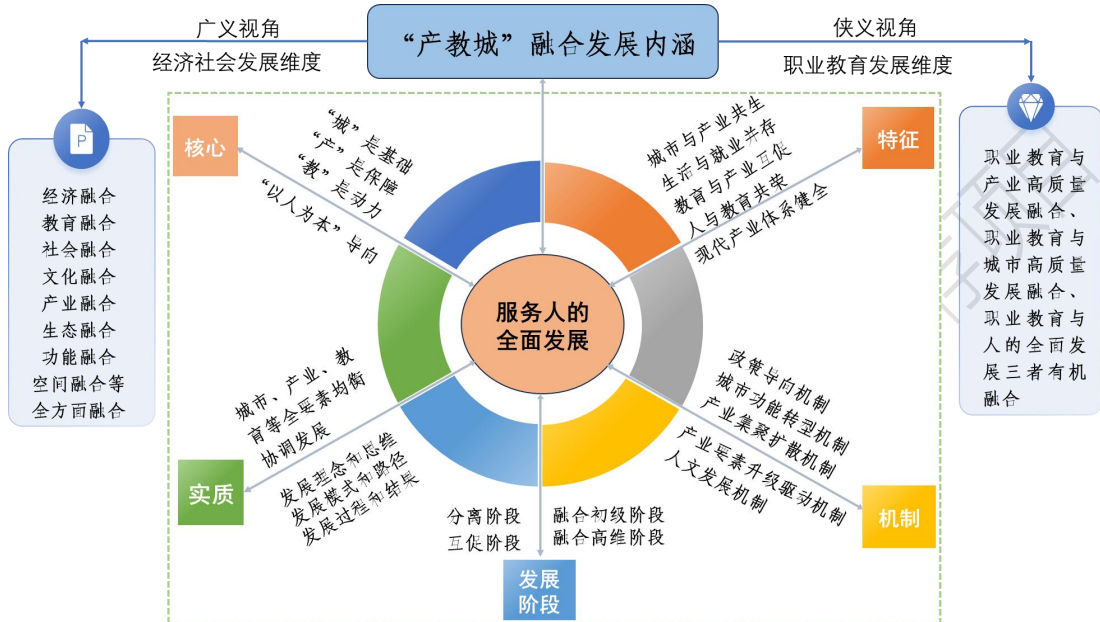 “产教城”融合发展内涵
广义视角
经济社会发展维度
侠义视角
职业教育发展维度
P
经济融合
教育融合
社会融合
文化融合
产业融合
生态融合
功能融合
空间融合等
全方面融合
核心
“城”是基础
“产”是保障
“教”是动力
“以人为本”导向
城市与产业共生
生活与就业并存
教育与产业互促
人与教育共荣
现代产业体系健全
特征
职业教育与
产业高质量
发展融合、
职业教育与
城市高质量
发展融合、
职业教育与
人的全面发
展三者有机
融合
服务人的
全面发展
城市、产业、教
育等全要素均衡
协调发展
发展理念和思维
发展模式和路径
发展过程和结果
实质
分离阶段
互促阶段
融合初级阶段
融合高维阶段
发展
阶段
政策导向机制
城市功能转型机制
产业集聚扩散机制
产业要素升级驱动机制
人文发展机制
机制